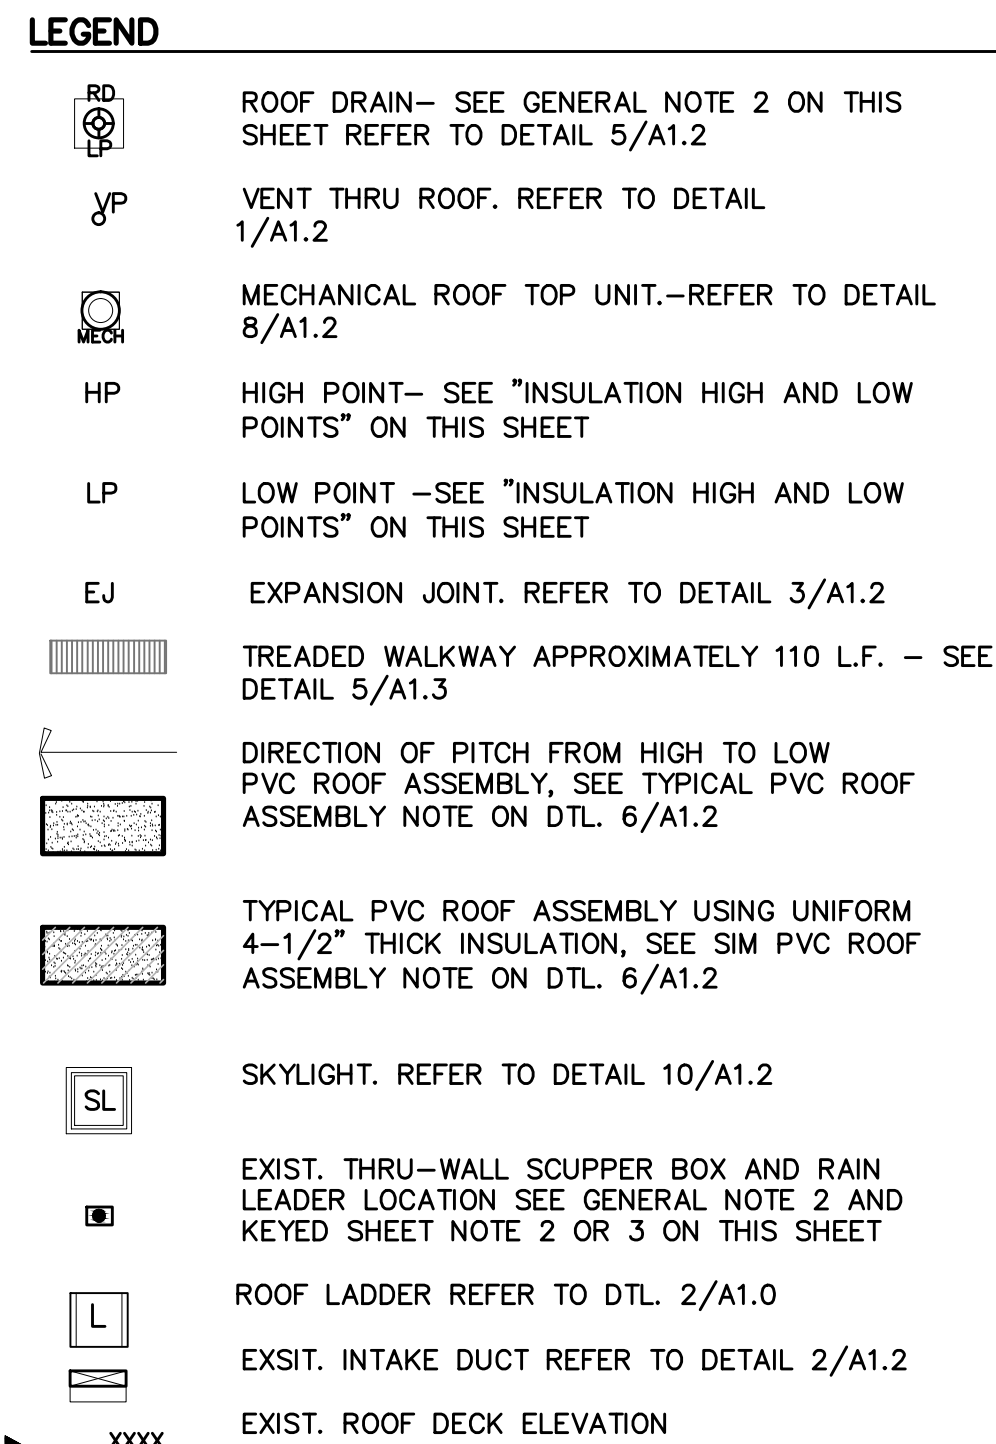 LEGEND
RD
LP
ROOF DRAIN– SEE GENERAL NOTE 2 ON THIS
SHEET REFER TO DETAIL 5/A1.2
VP
VENT THRU ROOF. REFER TO DETAIL
1/A1.2
MECH
MECHANICAL ROOF TOP UNIT.–REFER TO DETAIL
8/A1.2
HP
HIGH POINT– SEE "INSULATION HIGH AND LOW
POINTS" ON THIS SHEET
LP
LOW POINT –SEE "INSULATION HIGH AND LOW
POINTS" ON THIS SHEET
EJ
EXPANSION JOINT. REFER TO DETAIL 3/A1.2
TREADED WALKWAY APPROXIMATELY 110 L.F. – SEE
DETAIL 5/A1.3
DIRECTION OF PITCH FROM HIGH TO LOW
PVC ROOF ASSEMBLY, SEE TYPICAL PVC ROOF
ASSEMBLY NOTE ON DTL. 6/A1.2
TYPICAL PVC ROOF ASSEMBLY USING UNIFORM
4–1/2" THICK INSULATION, SEE SIM PVC ROOF
ASSEMBLY NOTE ON DTL. 6/A1.2
SL
SKYLIGHT. REFER TO DETAIL 10/A1.2
EXIST. THRU–WALL SCUPPER BOX AND RAIN
LEADER LOCATION SEE GENERAL NOTE 2 AND
KEYED SHEET NOTE 2 OR 3 ON THIS SHEET
L
ROOF LADDER REFER TO DTL. 2/A1.0
EXSIT. INTAKE DUCT REFER TO DETAIL 2/A1.2
XXXX
EXIST. ROOF DECK ELEVATION